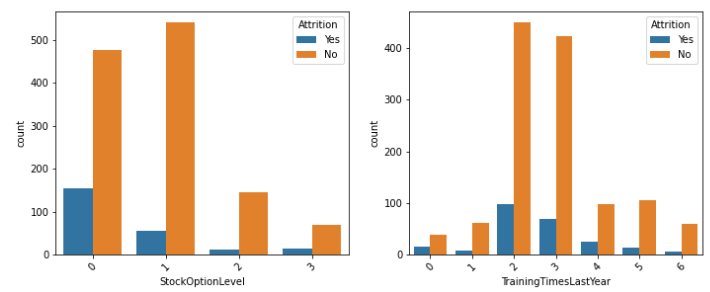 Attrition
Yes
No
500
400
300
200
100
0
count
0
1
2
3
StockOptionLevel
Attrition
Yes
No
400
300
200
100
0
count
0
1
2
3
4
5
6
TrainingTimesLastYear